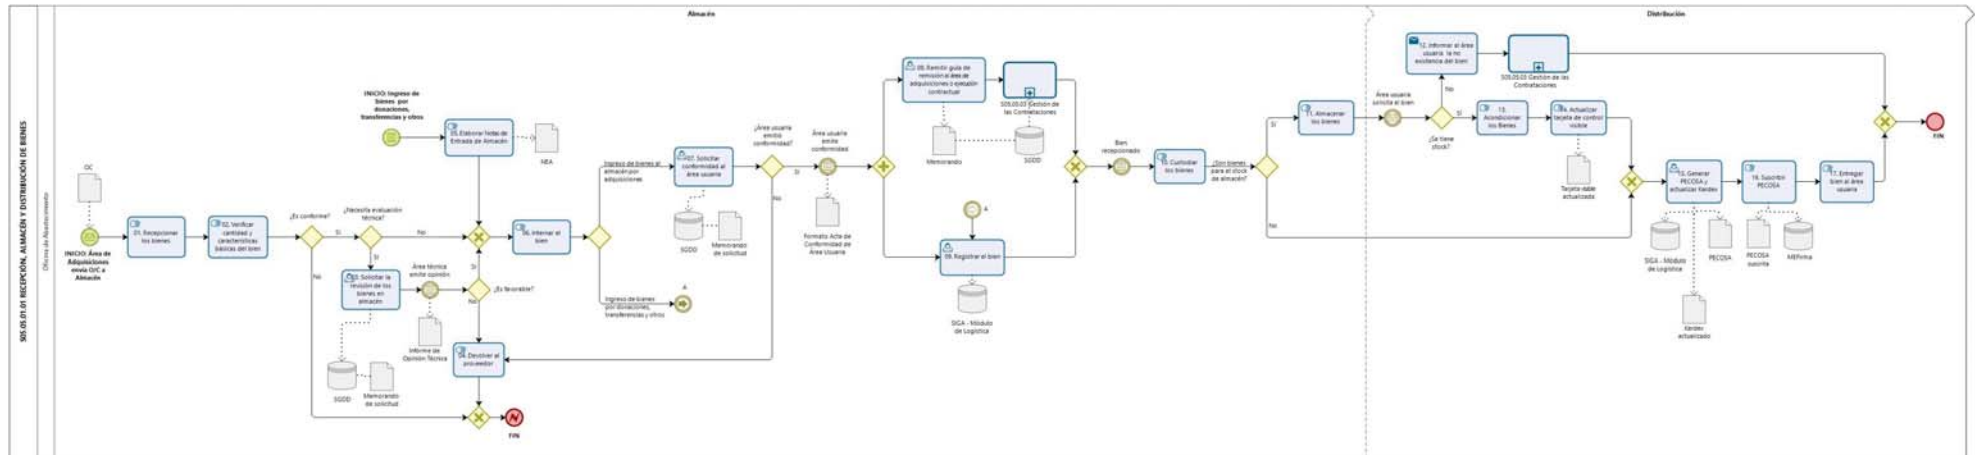 S05.05.01.01 RECEPCIÓN, ALMACÉN Y DISTRIBUCIÓN DE BIENES
Oficina de Abastecimiento
Almacén
Distribución
OC
INICIO: Área de
Adquisiciones
envía O/C a
Almacén
01. Recepcionar
los bienes
02. Verificar
cantidad y
características
básicas del bien
¿Es conforme?
Si
No
¿Necesita evaluación
técnica?
No
Si
03. Solicitar la
revisión de los
bienes en
almacén
SGDD
Memorando
de solicitud
Área técnica
emite opinión
Informe de
Opinión Técnica
¿Es favorable?
Si
No
04. Devolver al
proveedor
FIN
INICIO: Ingreso de
bienes por
donaciones,
transferencias y otros
05. Elaborar Notas de
Entrada de Almacén
NEA
06. Internar el
bien
Ingreso de bienes al
almacén por
adquisiciones
Ingreso de bienes
por donaciones,
transferencias y otros
A
07. Solicitar
conformidad al
área usuaria
SGDD
Memorando
de solicitud
¿Área usuaria
emitió
conformidad?
Si
No
Área usuaria
emite
conformidad
Formato Acta de
Conformidad de
Área Usuaria
08. Remitir guía de
remisión al área de
adquisiciones o ejecución
contractual
Memorando
SGDD
S05.05.03 Gestión de
las Contrataciones
A
09. Registrar el bien
SIGA - Módulo
de Logística
Bien
recepcionado
10. Custodiar
los bienes
¿Son bienes
para el stock
de almacén?
Si
No
11. Almacenar
los bienes
Área usuaria
solicita el bien
¿Se tiene
stock?
No
Si
12. Informar al área
usuaria la no
existencia del bien
S05.05.03 Gestión de las
Contrataciones
13.
Acondicionar
los Bienes
14. Actualizar
tarjeta de control
visible
Tarjeta visible
actualizada
15. Generar
PECOSA y
actualizar Kardex
SIGA - Módulo
de Logística
PECOSA
Kardex
actualizado
16. Suscribir
PECOSA
PECOSA
suscrita
MEFirma
17. Entregar
bien al área
usuaria
FIN